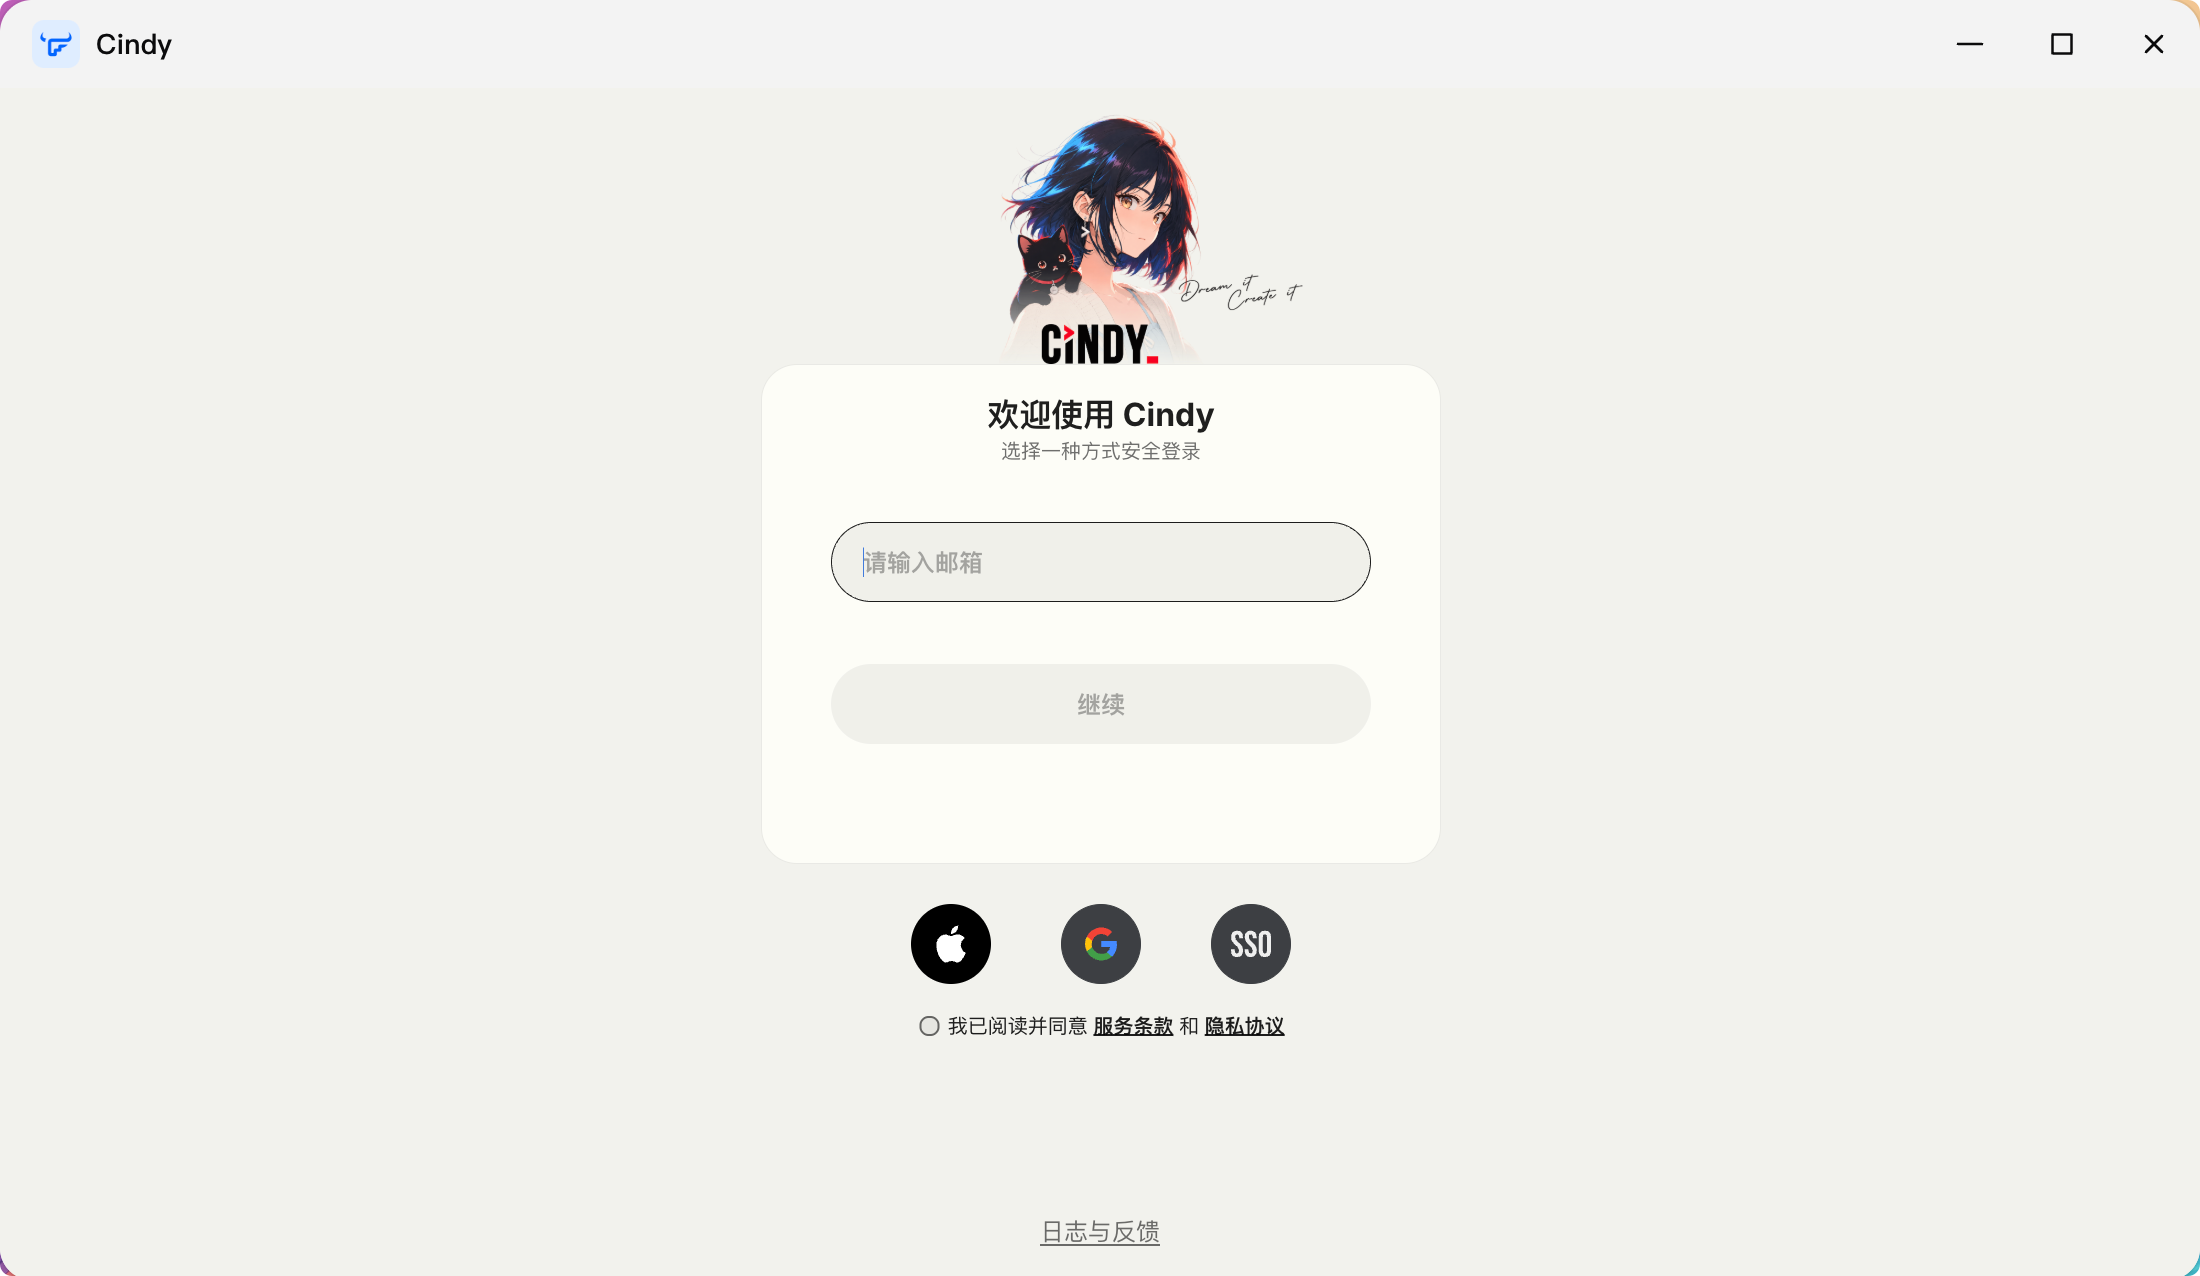 Cindy
Dream it
Create it
CiNDY
欢迎使用 Cindy
选择一种方式安全登录
请输入邮箱
继续
SSO
我已阅读并同意 服务条款 和 隐私协议
日志与反馈